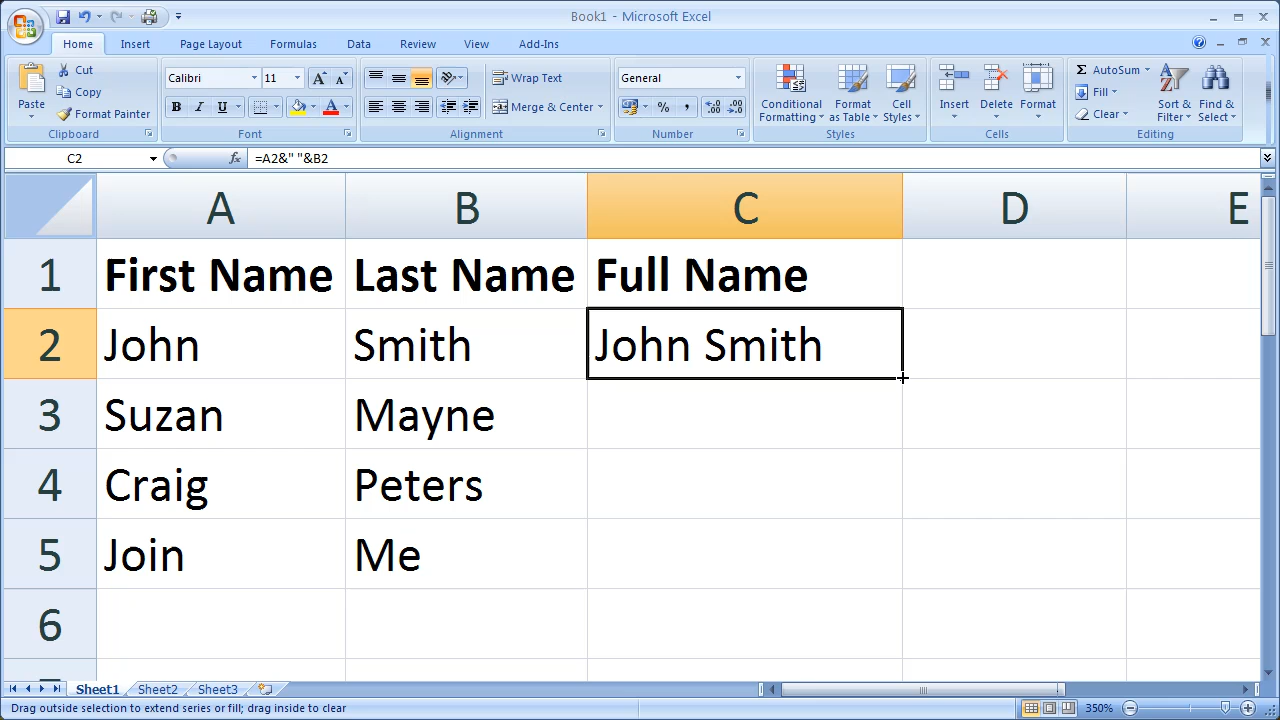 Book1 - Microsoft Excel
Home Insert Page Layout Formulas Data Review View Add-Ins
Paste
Cut
Copy
Format Painter
Clipboard
Calibri 11
B I U
Font
Wrap Text
Merge & Center
Alignment
General
Number
Conditional Formatting
Format as Table
Cell Styles
Styles
Insert Delete Format
Cells
AutoSum
Fill
Clear
Sort & Filter
Find & Select
Editing
C2 fx =A2&" "&B2
A B C D E
1 First Name Last Name Full Name
2 John Smith John Smith
3 Suzan Mayne
4 Craig Peters
5 Join Me
6
Sheet1 Sheet2 Sheet3
Drag outside selection to extend series or fill; drag inside to clear 350%